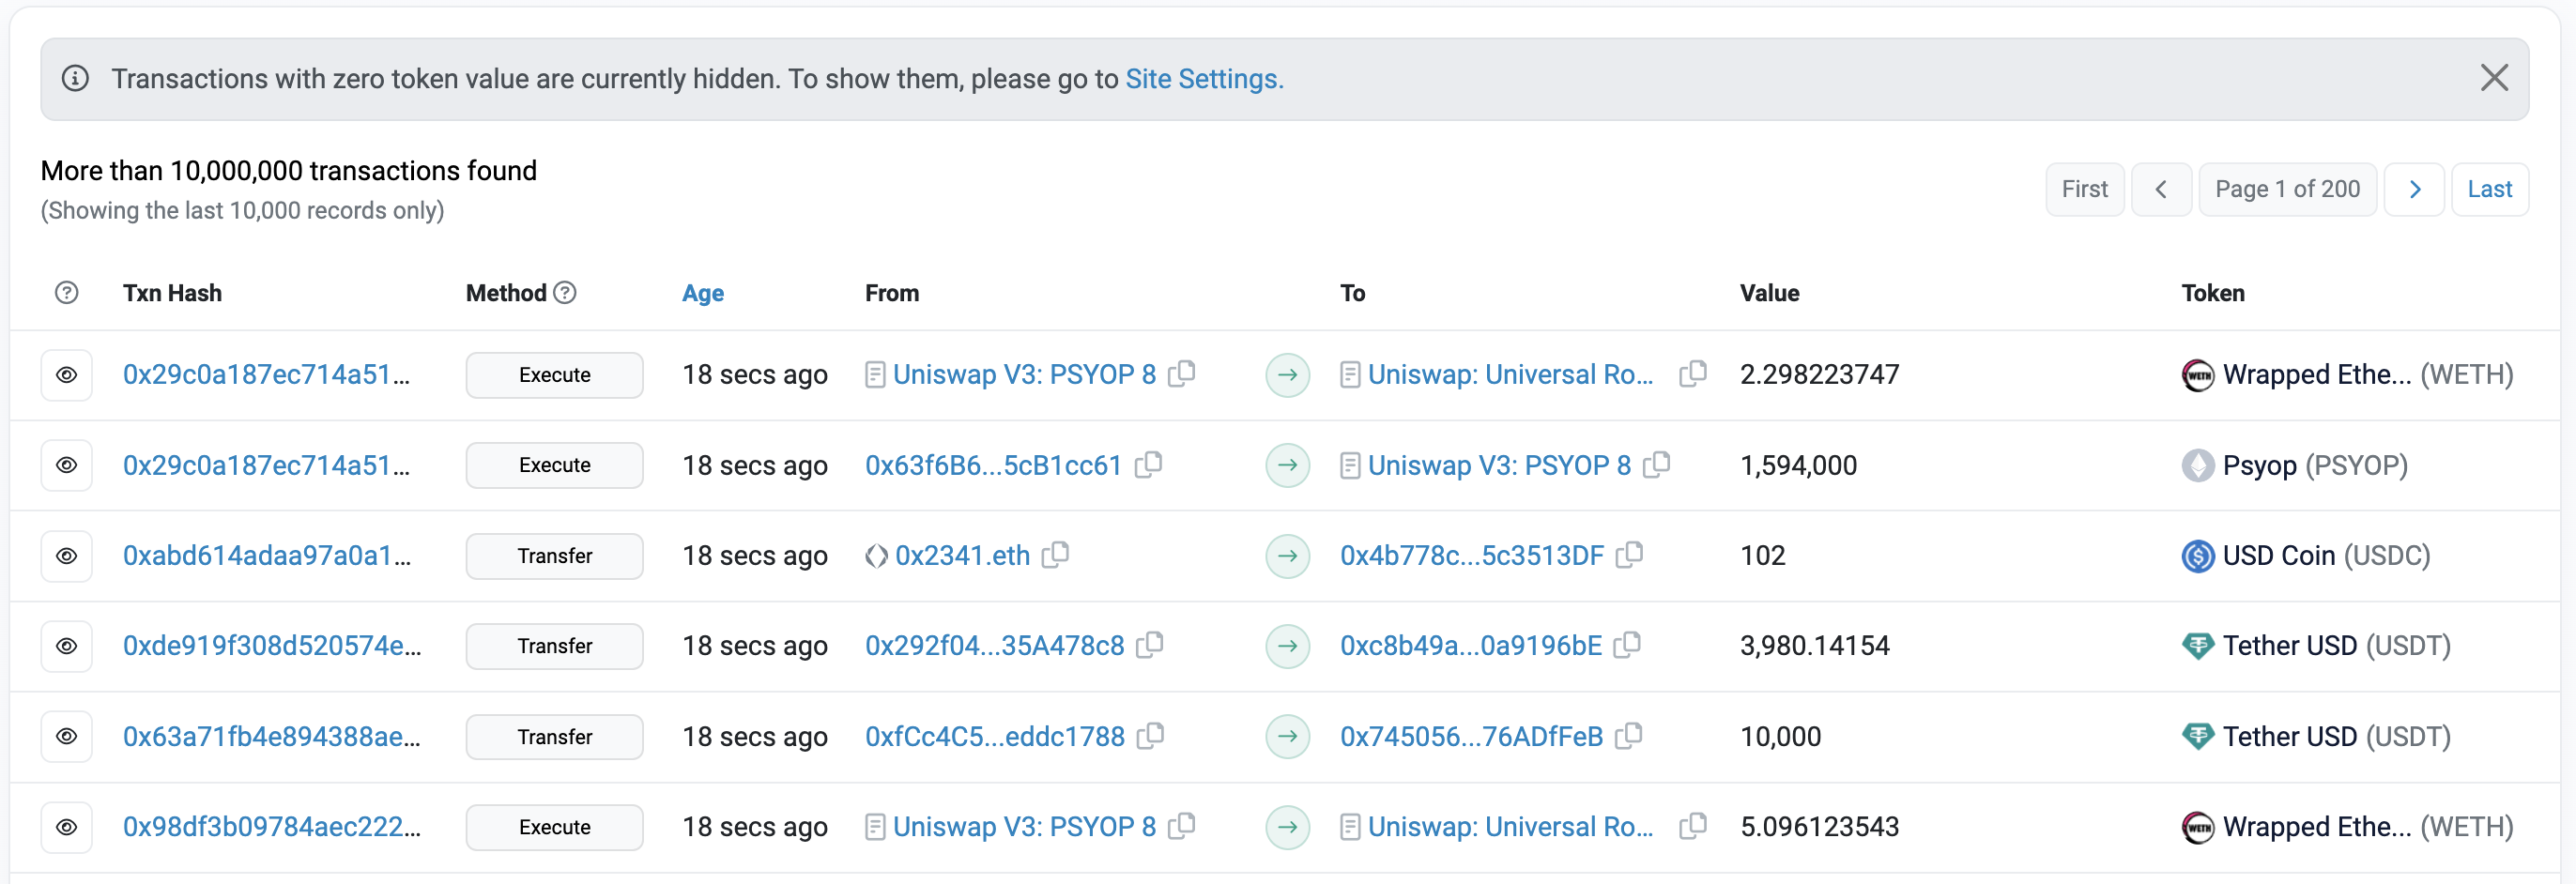 Transactions with zero token value are currently hidden. To show them, please go to Site Settings.
More than 10,000,000 transactions found
(Showing the last 10,000 records only)
First Page 1 of 200 Last
Txn Hash Method Age From To Value Token
0x29c0a187ec714a51... Execute 18 secs ago Uniswap V3: PSYOP 8 Uniswap: Universal Ro... 2.298223747 WETH Wrapped Ethe... (WETH)
0x29c0a187ec714a51... Execute 18 secs ago 0x63f6B6...5cB1cc61 Uniswap V3: PSYOP 8 1,594,000 Psyop (PSYOP)
0xabd614adaa97a0a1... Transfer 18 secs ago 0x2341.eth 0x4b778c...5c3513DF 102 USD Coin (USDC)
0xde919f308d520574e... Transfer 18 secs ago 0x292f04...35A478c8 0xc8b49a...0a9196bE 3,980.14154 Tether USD (USDT)
0x63a71fb4e894388ae... Transfer 18 secs ago 0xfCc4C5...eddc1788 0x745056...76ADfFeB 10,000 Tether USD (USDT)
0x98df3b09784aec222... Execute 18 secs ago Uniswap V3: PSYOP 8 Uniswap: Universal Ro... 5.096123543 WETH Wrapped Ethe... (WETH)